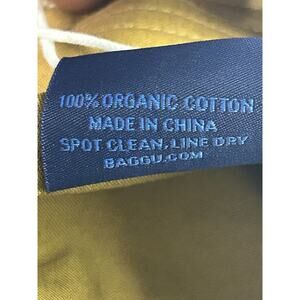 100% ORGANIC COTTON
MADE IN CHINA
SPOT CLEAN, LINE DRY
BAGGU.COM